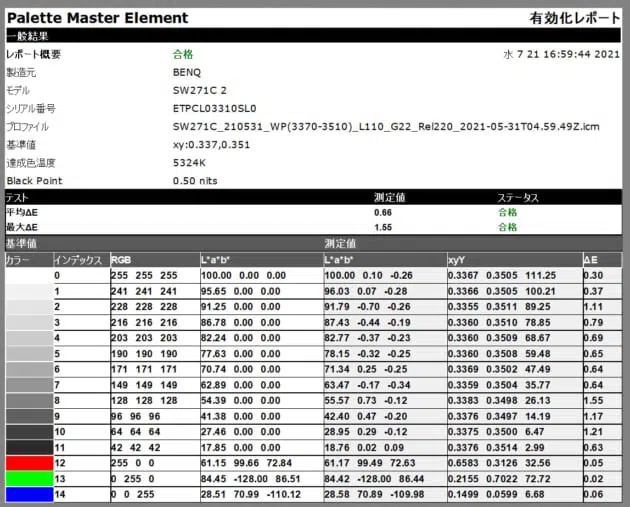 Palette Master Element 有効化レポート
一般結果
レポート概要 合格 水 7 21 16:59:44 2021
製造元 BENQ
モデル SW271C 2
シリアル番号 ETPCL03310SL0
プロファイル SW271C_210531_WP(3370-3510)_L110_G22_Rel220_2021-05-31T04.59.49Z.icm
基準値 xy:0.337,0.351
達成色温度 5324K
Black Point 0.50 nits
テスト 測定値 ステータス
平均ΔE 0.66 合格
最大ΔE 1.55 合格
基準値 測定値
カラー インデックス RGB L*a*b* L*a*b* xyY ΔE
0 255 255 255 100.00 0.00 0.00 100.00 0.10 -0.26 0.3367 0.3505 111.25 0.30
1 241 241 241 95.65 0.00 0.00 96.03 0.07 -0.28 0.3366 0.3505 100.21 0.37
2 228 228 228 91.25 0.00 0.00 91.79 -0.70 -0.26 0.3355 0.3511 89.25 1.11
3 216 216 216 86.78 0.00 0.00 87.43 -0.44 -0.19 0.3360 0.3510 78.85 0.79
4 203 203 203 82.24 0.00 0.00 82.77 -0.37 -0.23 0.3360 0.3509 68.67 0.69
5 190 190 190 77.63 0.00 0.00 78.15 -0.32 -0.25 0.3360 0.3508 59.48 0.65
6 171 171 171 70.74 0.00 0.00 71.34 0.25 -0.25 0.3360 0.3502 47.49 0.64
7 149 149 149 62.89 0.00 0.00 63.47 -0.17 -0.34 0.3359 0.3504 35.77 0.64
8 128 128 128 54.39 0.00 0.00 55.57 0.73 -0.12 0.3383 0.3498 26.13 1.55
9 96 96 96 41.38 0.00 0.00 42.40 0.47 -0.20 0.3376 0.3497 14.19 1.17
10 64 64 64 27.46 0.00 0.00 28.95 0.29 -0.12 0.3375 0.3500 6.47 1.21
11 42 42 42 17.85 0.00 0.00 18.76 0.02 0.09 0.3376 0.3514 2.99 0.63
12 255 0 0 61.15 99.66 72.84 61.17 99.49 72.63 0.6583 0.3126 32.56 0.05
13 0 255 0 84.45 -128.00 86.51 84.42 -128.00 86.44 0.2155 0.7022 72.72 0.02
14 0 0 255 28.51 70.99 -110.12 28.58 70.89 -109.98 0.1499 0.0599 6.68 0.06